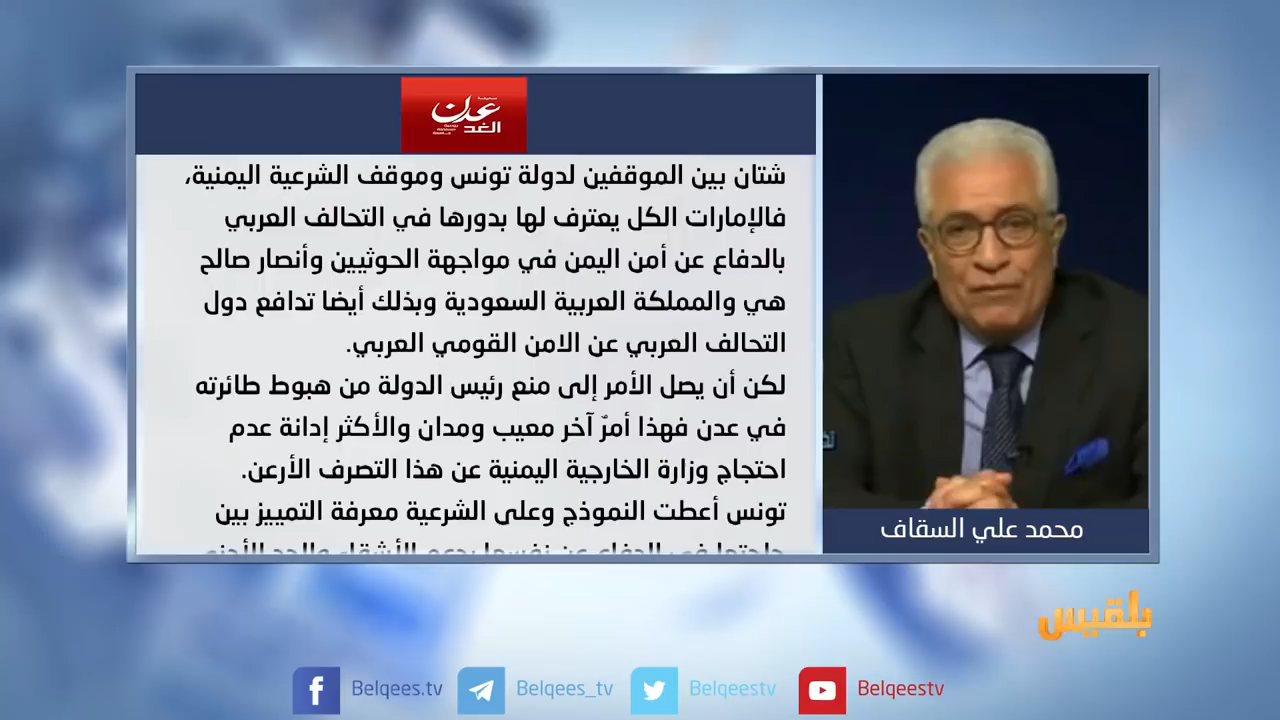 صحيفة
عدن
الغد
شتان بين الموقفين لدولة تونس وموقف الشرعية اليمنية،
فالإمارات الكل يعترف لها بدورها في التحالف العربي
بالدفاع عن أمن اليمن في مواجهة الحوثيين وأنصار صالح
هي والمملكة العربية السعودية وبذلك أيضا تدافع دول
التحالف العربي عن الامن القومي العربي.
لكن أن يصل الأمر إلى منع رئيس الدولة من هبوط طائرته
في عدن فهذا أمرٌ آخر معيب ومدان والأكثر إدانة عدم
احتجاج وزارة الخارجية اليمنية عن هذا التصرف الأرعن.
تونس أعطت النموذج وعلى الشرعية معرفة التمييز بين
محمد علي السقاف
بلقيس
Belqees.tv
Belqees_tv
Belqeestv
Belqeestv